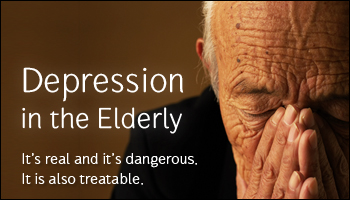 Depression
in the Elderly
It's real and it's dangerous.
It is also treatable.